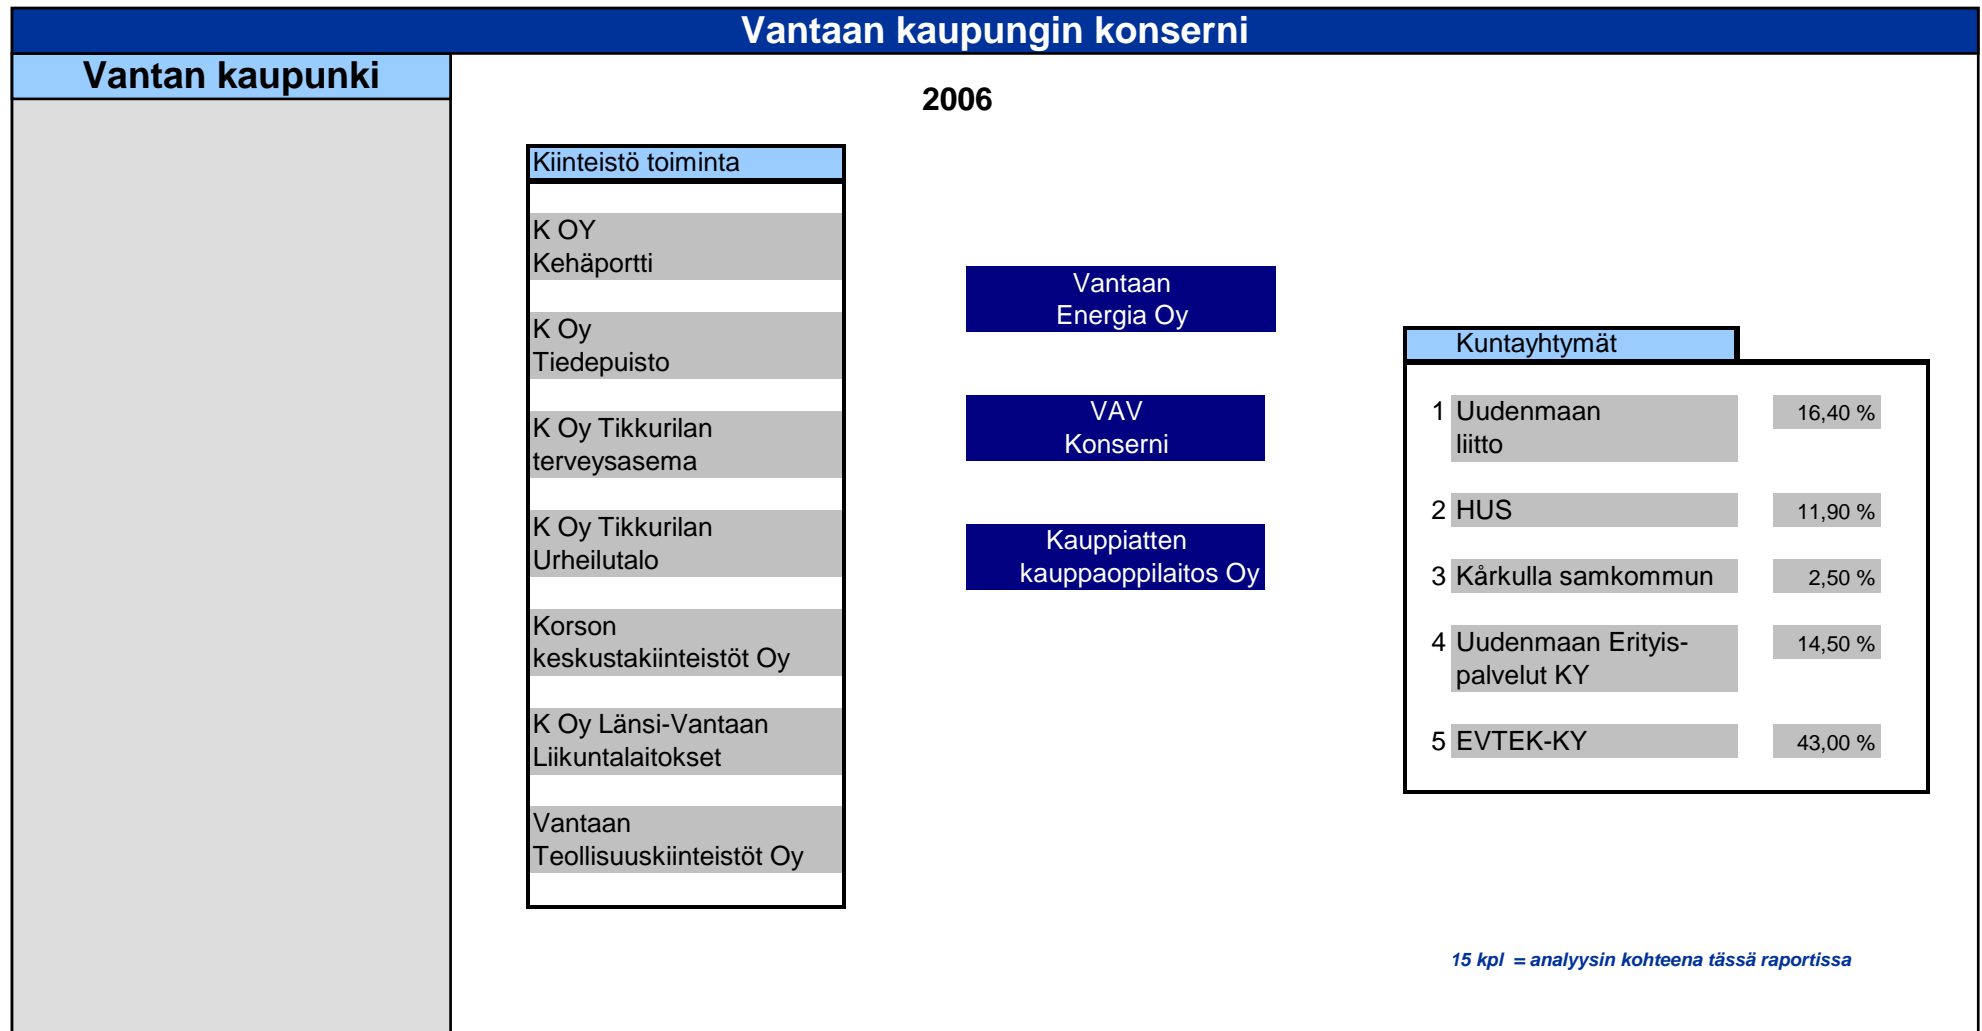 Vantaan kaupungin konserni
Vantan kaupunki
2006
Kiinteistö toiminta
K OY
Kehäportti
K Oy
Tiedepuisto
K Oy Tikkurilan
terveysasema
K Oy Tikkurilan
Urheilutalo
Korson
keskustakiinteistöt Oy
K Oy Länsi-Vantaan
Liikuntalaitokset
Vantaan
Teollisuuskiinteistöt Oy
Vantaan
Energia Oy
VAV
Konserni
Kauppiatten
kauppaoppilaitos Oy
Kuntayhtymät
1 Uudenmaan 16,40 %
liitto
2 HUS 11,90 %
3 Kårkulla samkommun 2,50 %
4 Uudenmaan Erityis- 14,50 %
palvelut KY
5 EVTEK-KY 43,00 %
15 kpl = analyysin kohteena tässä raportissa